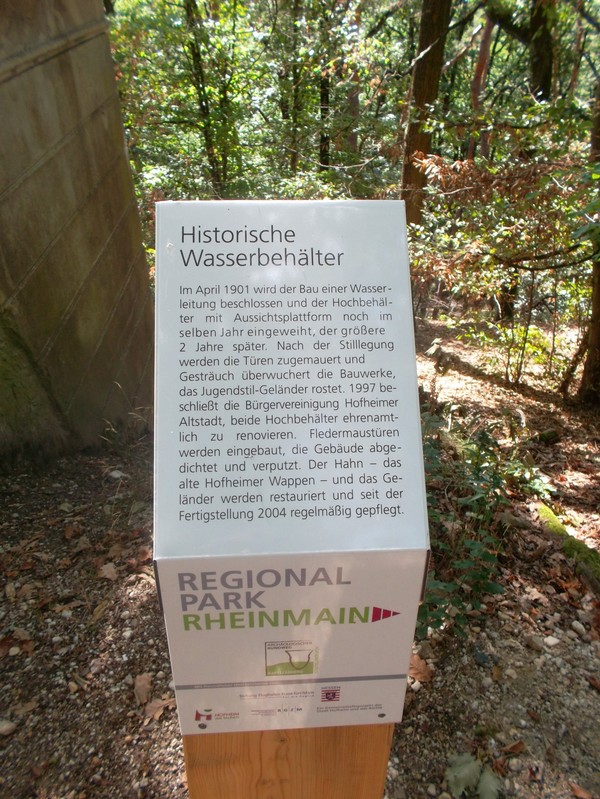 Historische
Wasserbehälter
Im April 1901 wird der Bau einer Wasser-
leitung beschlossen und der Hochbehäl-
ter mit Aussichtsplattform noch im
selben Jahr eingeweiht, der größere
2 Jahre später. Nach der Stilllegung
werden die Türen zugemauert und
Gesträuch überwuchert die Bauwerke,
das Jugendstil-Geländer rostet. 1997 be-
schließt die Bürgervereinigung Hofheimer
Altstadt, beide Hochbehälter ehrenamt-
lich zu renovieren. Fledermaustüren
werden eingebaut, die Gebäude abge-
dichtet und verputzt. Der Hahn – das
alte Hofheimer Wappen – und das Ge-
länder werden restauriert und seit der
Fertigstellung 2004 regelmäßig gepflegt.
REGIONAL
PARK
RHEINMAIN